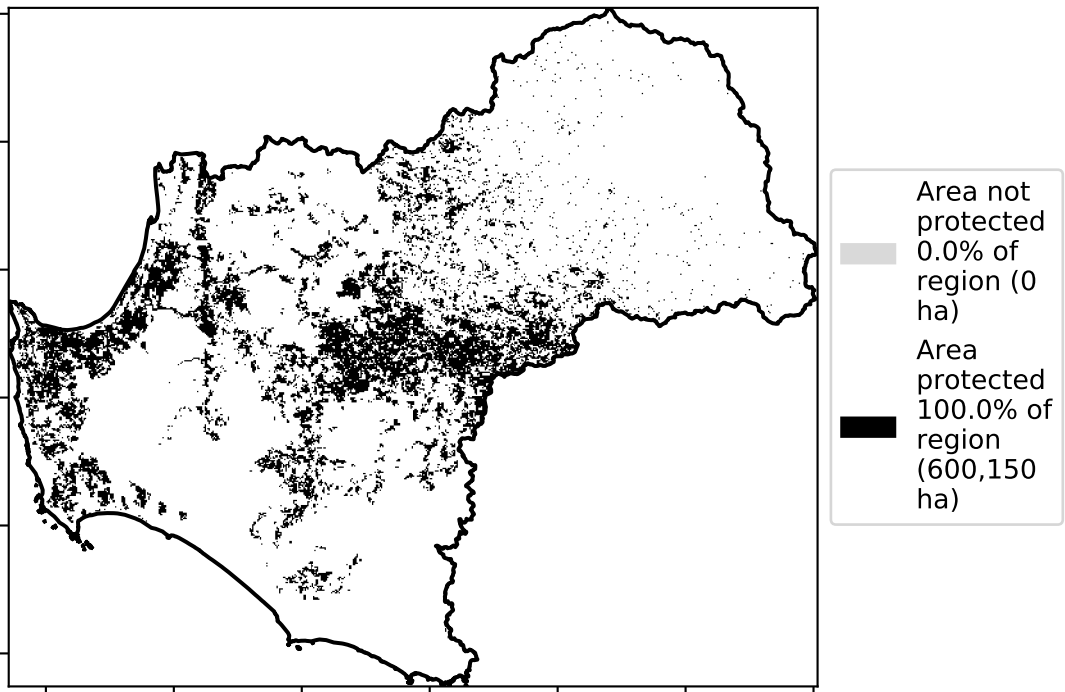 Area not
protected
0.0% of
region (0
ha)
Area
protected
100.0% of
region
(600,150
ha)